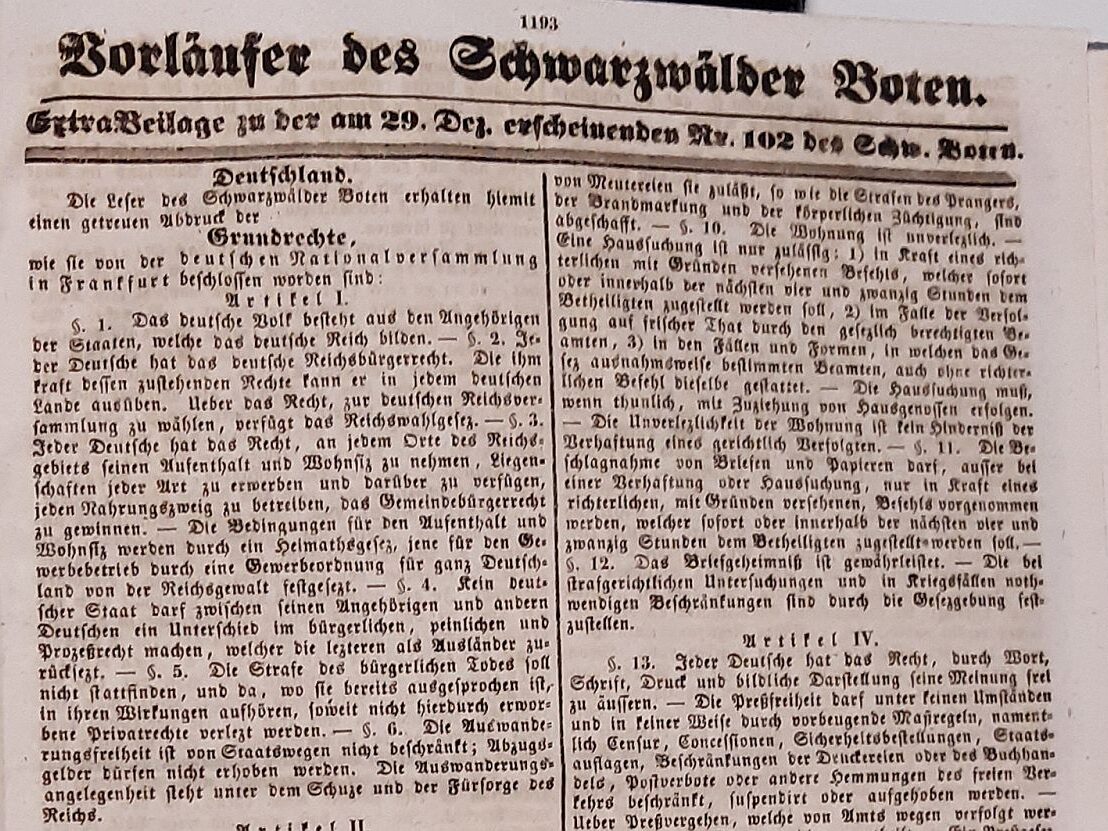 1193
Vorläufer des Schwarzwälder Boten.
ExtraBeilage zu der am 29. Dez. erscheinenden Nr. 102 des Schw. Boten.
Deutschland.
Die Leser des Schwarzwälder Boten erhalten hiemit
einen getreuen Abdruck der
Grundrechte,
wie sie von der deutschen Nationalversammlung
in Frankfurt beschlossen worden sind:
Artikel I.
§. 1. Das deutsche Volk besteht aus den Angehörigen
der Staaten, welche das deutsche Reich bilden. — §. 2. Je-
der Deutsche hat das deutsche Reichsbürgerrecht. Die ihm
kraft dessen zustehenden Rechte kann er in jedem deutschen
Lande ausüben. Ueber das Recht, zur deutschen Reichsver-
sammlung zu wählen, verfügt das Reichswahlgesez. — §. 3.
Jeder Deutsche hat das Recht, an jedem Orte des Reichs-
gebiets seinen Aufenthalt und Wohnsiz zu nehmen, Liegen-
schaften jeder Art zu erwerben und darüber zu verfügen,
jeden Nahrungszweig zu betreiben, das Gemeindebürgerrecht
zu gewinnen. — Die Bedingungen für den Aufenthalt und
Wohnsiz werden durch ein Heimathsgesez, jene für den Ge-
werbebetrieb durch eine Gewerbeordnung für ganz Deutsch-
land von der Reichsgewalt festgesezt. — §. 4. Kein deut-
scher Staat darf zwischen seinen Angehörigen und andern
Deutschen ein Unterschied im bürgerlichen, peinlichen und
Prozeßrecht machen, welcher die lezteren als Ausländer zu-
rücksezt. — §. 5. Die Strafe des bürgerlichen Todes soll
nicht stattfinden, und da, wo sie bereits ausgesprochen ist,
in ihren Wirkungen aufhören, soweit nicht hierdurch erwor-
bene Privatrechte verlezt werden. — §. 6. Die Auswande-
rungsfreiheit ist von Staatswegen nicht beschränkt; Abzugs-
gelder dürfen nicht erhoben werden. Die Auswanderungs-
angelegenheit steht unter dem Schuze und der Fürsorge des
Reichs.
Artikel II.
von Meutereien sie zuläßt, so wie die Strafen des Prangers,
der Brandmarkung und der körperlichen Züchtigung, sind
abgeschafft. — §. 10. Die Wohnung ist unverlezlich. —
Eine Haussuchung ist nur zulässig: 1) in Kraft eines rich-
terlichen mit Gründen versehenen Befehls, welcher sofort
oder innerhalb der nächsten vier und zwanzig Stunden dem
Betheiligten zugestellt werden soll, 2) im Falle der Verfol-
gung auf frischer That durch den gesezlich berechtigten Be-
amten, 3) in den Fällen und Formen, in welchen das Ge-
sez ausnahmsweise bestimmten Beamten, auch ohne richter-
lichen Befehl dieselbe gestattet. — Die Haussuchung muß,
wenn thunlich, mit Zuziehung von Hausgenossen erfolgen.
— Die Unverlezlichkeit der Wohnung ist kein Hinderniß der
Verhaftung eines gerichtlich Verfolgten. — §. 11. Die Be-
schlagnahme von Briefen und Papieren darf, ausser bei
einer Verhaftung oder Haussuchung, nur in Kraft eines
richterlichen, mit Gründen versehenen, Befehls vorgenommen
werden, welcher sofort oder innerhalb der nächsten vier und
zwanzig Stunden dem Betheiligten zugestellt werden soll. —
§. 12. Das Briefgeheimniß ist gewährleistet. — Die bei
strafgerichtlichen Untersuchungen und in Kriegsfällen noth-
wendigen Beschränkungen sind durch die Gesezgebung fest-
zustellen.
Artikel IV.
§. 13. Jeder Deutsche hat das Recht, durch Wort,
Schrift, Druck und bildliche Darstellung seine Meinung frei
zu äussern. — Die Preßfreiheit darf unter keinen Umständen
und in keiner Weise durch vorbeugende Maßregeln, nament-
lich Censur, Concessionen, Sicherheitsbestellungen, Staats-
auflagen, Beschränkungen der Druckereien oder des Buchhan-
dels, Postverbote oder andere Hemmungen des freien Ver-
kehrs beschränkt, suspendirt oder aufgehoben werden. —
Ueber Preßvergehen, welche von Amts wegen verfolgt wer-